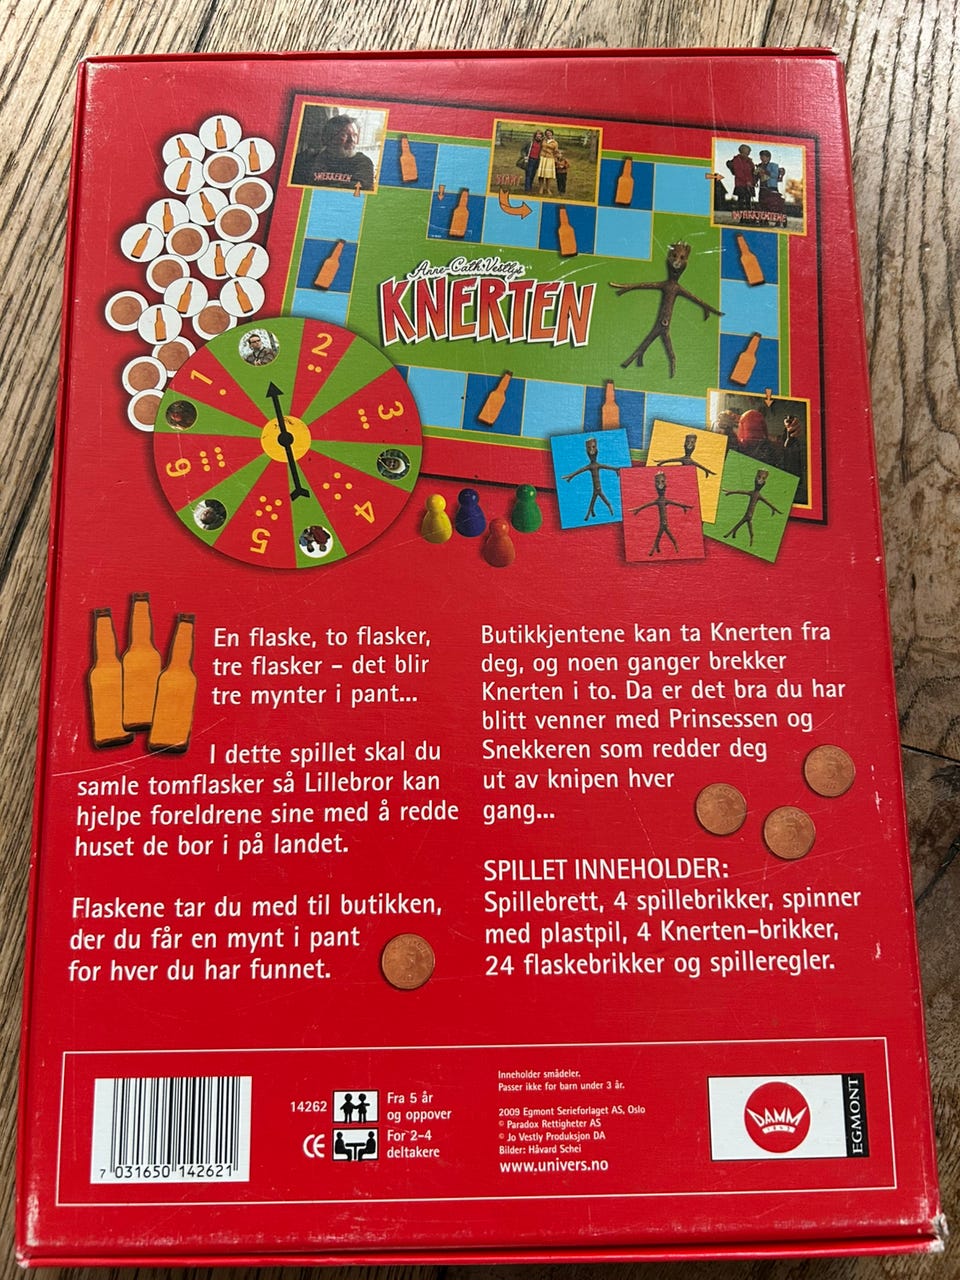 SNEKKEREN
START
BUTIKKJENTENE
Anne-Cath. Vestlys
KNERTEN
1
2
3
4
5
6
En flaske, to flasker,
tre flasker – det blir
tre mynter i pant...
I dette spillet skal du
samle tomflasker så Lillebror kan
hjelpe foreldrene sine med å redde
huset de bor i på landet.
Flaskene tar du med til butikken,
der du får en mynt i pant
for hver du har funnet.
Butikkjentene kan ta Knerten fra
deg, og noen ganger brekker
Knerten i to. Da er det bra du har
blitt venner med Prinsessen og
Snekkeren som redder deg
ut av knipen hver
gang...
SPILLET INNEHOLDER:
Spillebrett, 4 spillebrikker, spinner
med plastpil, 4 Knerten-brikker,
24 flaskebrikker og spilleregler.
7 031650 142621
14262
Fra 5 år
og oppover
CE
For 2-4
deltakere
Inneholder smådeler.
Passer ikke for barn under 3 år.
2009 Egmont Serieforlaget AS, Oslo
© Paradox Rettigheter AS
© Jo Vestly Produksjon DA
Bilder: Håvard Schei
www.univers.no
DAMM
1843
EGMONT